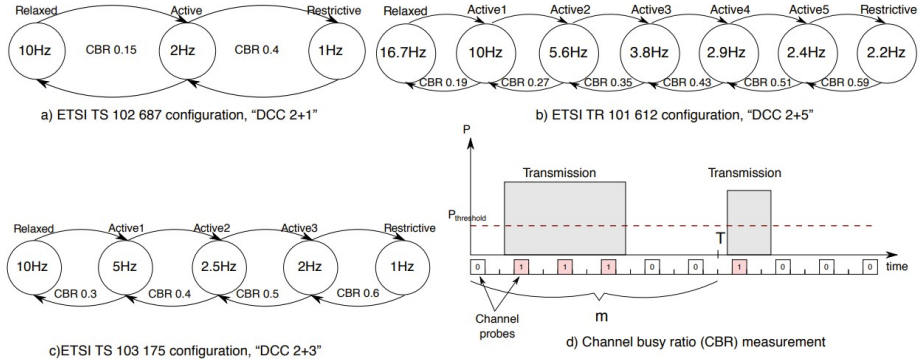 Relaxed Active Restrictive
10Hz CBR 0.15 2Hz CBR 0.4 1Hz
a) ETSI TS 102 687 configuration, "DCC 2+1"
Relaxed Active1 Active2 Active3 Active4 Active5 Restrictive
16.7Hz 10Hz 5.6Hz 3.8Hz 2.9Hz 2.4Hz 2.2Hz
CBR 0.19 CBR 0.27 CBR 0.35 CBR 0.43 CBR 0.51 CBR 0.59
b) ETSI TR 101 612 configuration, "DCC 2+5"
Relaxed Active1 Active2 Active3 Restrictive
10Hz 5Hz 2.5Hz 2Hz 1Hz
CBR 0.3 CBR 0.4 CBR 0.5 CBR 0.6
c)ETSI TS 103 175 configuration, "DCC 2+3"
P
Transmission Transmission
Pthreshold
T
0 1 1 1 0 0 1 0 0 0 time
Channel
probes
m
d) Channel busy ratio (CBR) measurement